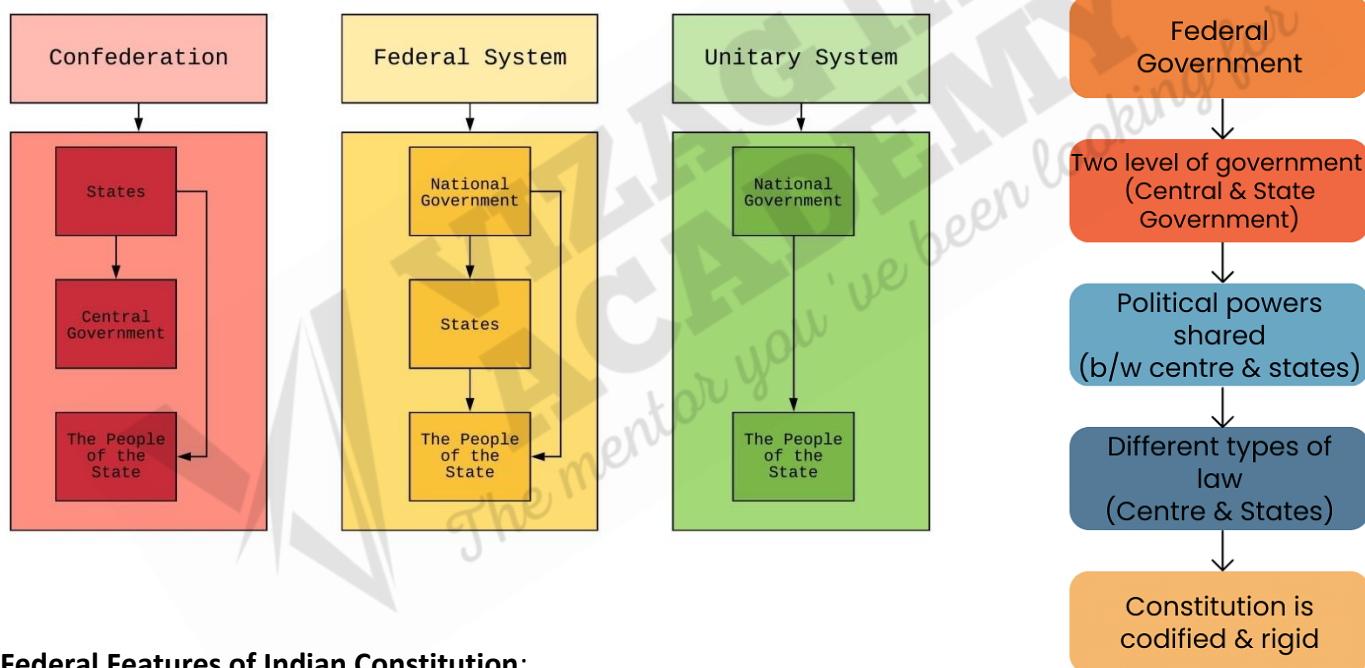 Confederation
States
Central
Government
The People
of the
State
Federal System
National
Government
States
The People
of the
State
Unitary System
National
Government
The People
of the
State
Federal
Government
Two level of government
(Central & State
Government)
Political powers
shared
(b/w centre & states)
Different types of
law
(Centre & States)
Constitution is
codified & rigid
VIZAG
ACADEMY
The mentor you've been looking for
Federal Features of Indian Constitution: